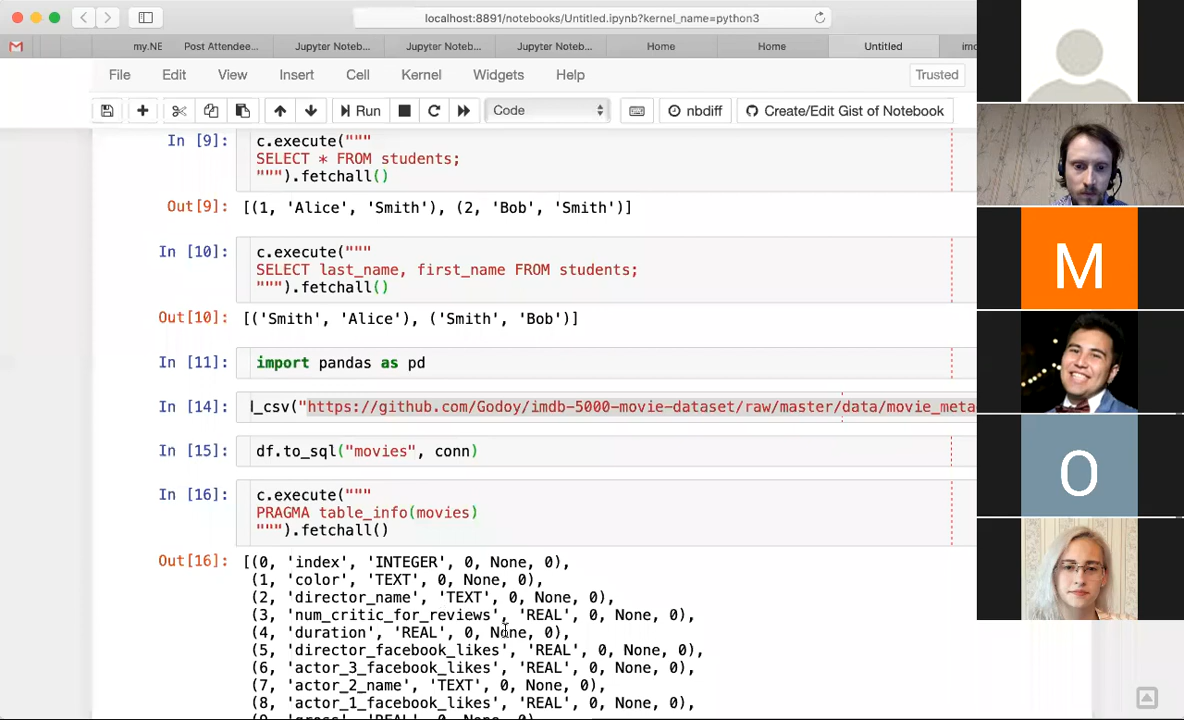 localhost:8891/notebooks/Untitled.ipynb?kernel_name=python3
my.NE Post Attendee... Jupyter Noteb... Jupyter Noteb... Jupyter Noteb... Home Home Untitled
File Edit View Insert Cell Kernel Widgets Help Trusted
Run Code nbdiff Create/Edit Gist of Notebook
In [9]: c.execute("""
SELECT * FROM students;
""").fetchall()
Out[9]: [(1, 'Alice', 'Smith'), (2, 'Bob', 'Smith')]
In [10]: c.execute("""
SELECT last_name, first_name FROM students;
""").fetchall()
Out[10]: [('Smith', 'Alice'), ('Smith', 'Bob')]
In [11]: import pandas as pd
In [14]: l_csv("https://github.com/Godoy/imdb-5000-movie-dataset/raw/master/data/movie_meta
In [15]: df.to_sql("movies", conn)
In [16]: c.execute("""
PRAGMA table_info(movies)
""").fetchall()
Out[16]: [(0, 'index', 'INTEGER', 0, None, 0),
(1, 'color', 'TEXT', 0, None, 0),
(2, 'director_name', 'TEXT', 0, None, 0),
(3, 'num_critic_for_reviews', 'REAL', 0, None, 0),
(4, 'duration', 'REAL', 0, None, 0),
(5, 'director_facebook_likes', 'REAL', 0, None, 0),
(6, 'actor_3_facebook_likes', 'REAL', 0, None, 0),
(7, 'actor_2_name', 'TEXT', 0, None, 0),
(8, 'actor_1_facebook_likes', 'REAL', 0, None, 0),
(9, 'gross', 'REAL', 0, None, 0),
M
O